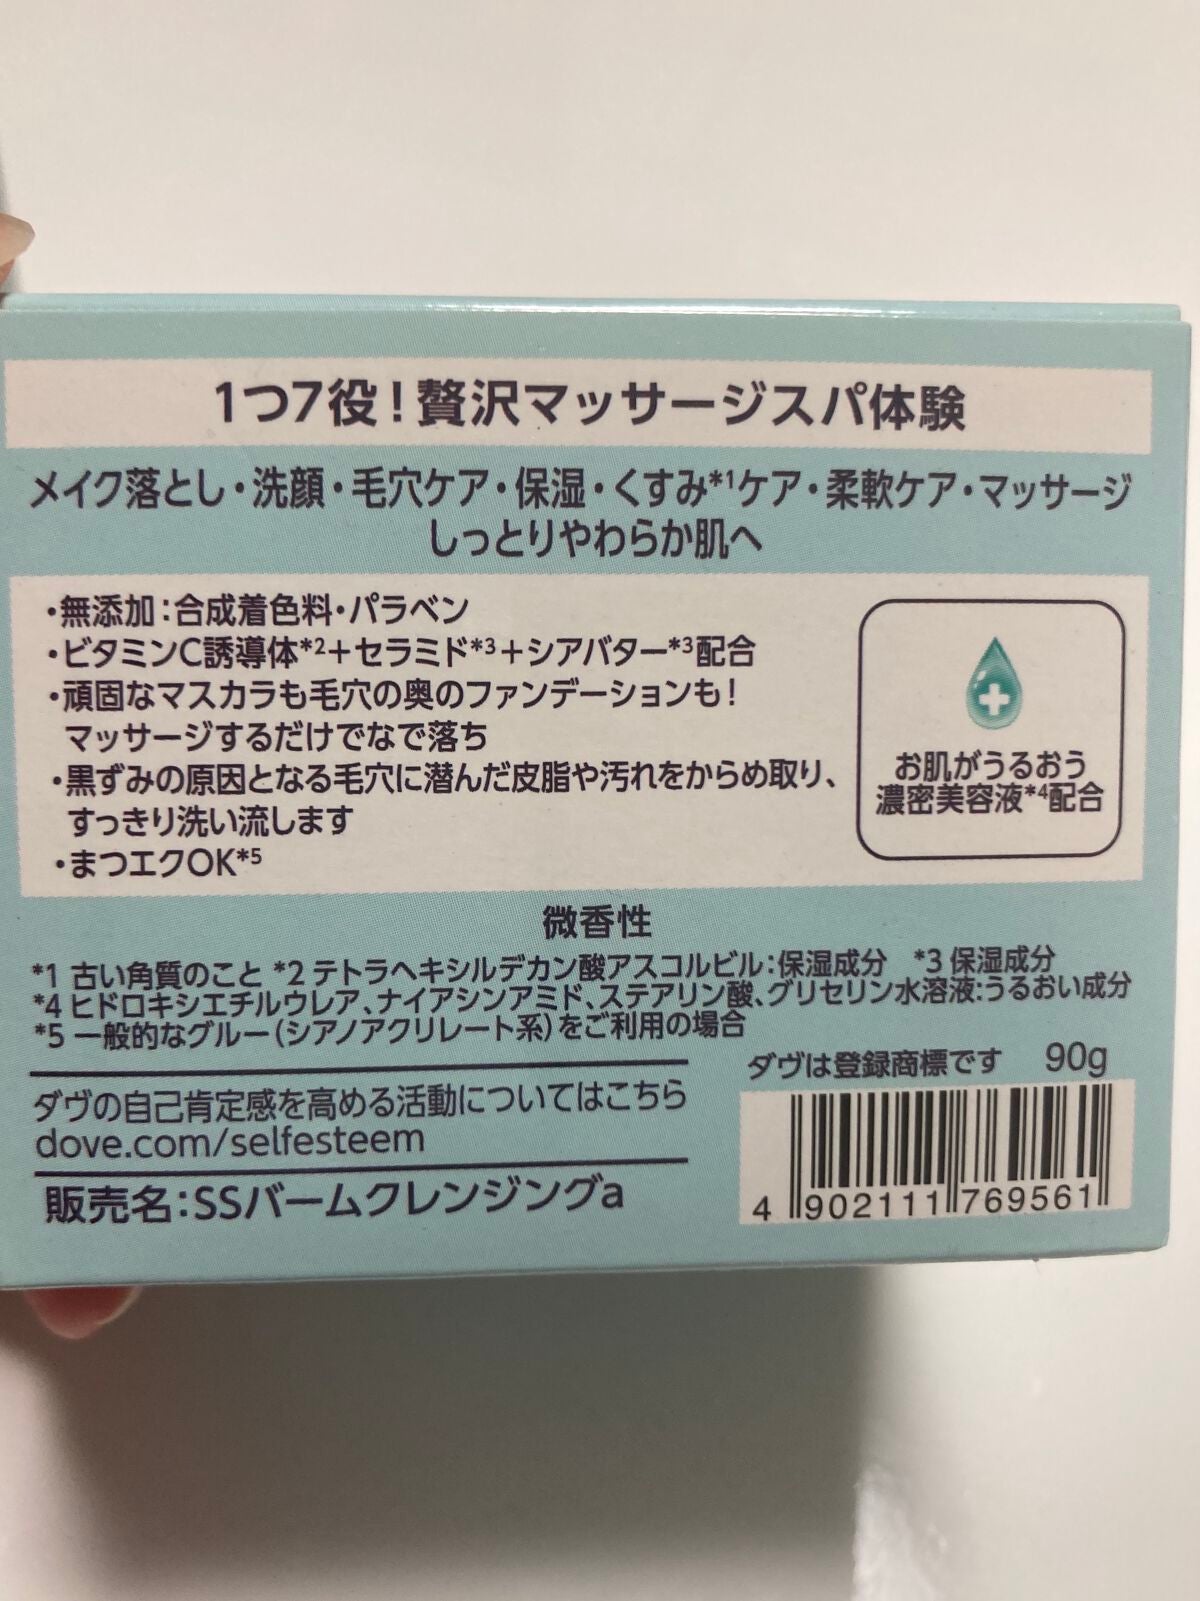 1つ7役！贅沢マッサージスパ体験
メイク落とし・洗顔・毛穴ケア・保湿・くすみ*1ケア・柔軟ケア・マッサージ
しっとりやわらか肌へ
・無添加：合成着色料・パラベン
・ビタミンC誘導体*2＋セラミド*3＋シアバター*3配合
・頑固なマスカラも毛穴の奥のファンデーションも！
マッサージするだけでなで落ち
・黒ずみの原因となる毛穴に潜んだ皮脂や汚れをからめ取り、
すっきり洗い流します
・まつエクOK*5
お肌がうるおう
濃密美容液*4配合
微香性
*1 古い角質のこと *2 テトラヘキシルデカン酸アスコルビル：保湿成分 *3 保湿成分
*4 ヒドロキシエチルウレア、ナイアシンアミド、ステアリン酸、グリセリン水溶液：うるおい成分
*5 一般的なグルー（シアノアクリレート系）をご利用の場合
ダヴは登録商標です 90g
ダヴの自己肯定感を高める活動についてはこちら
dove.com/selfesteem
販売名：SSバームクレンジングa
4 902111 769561